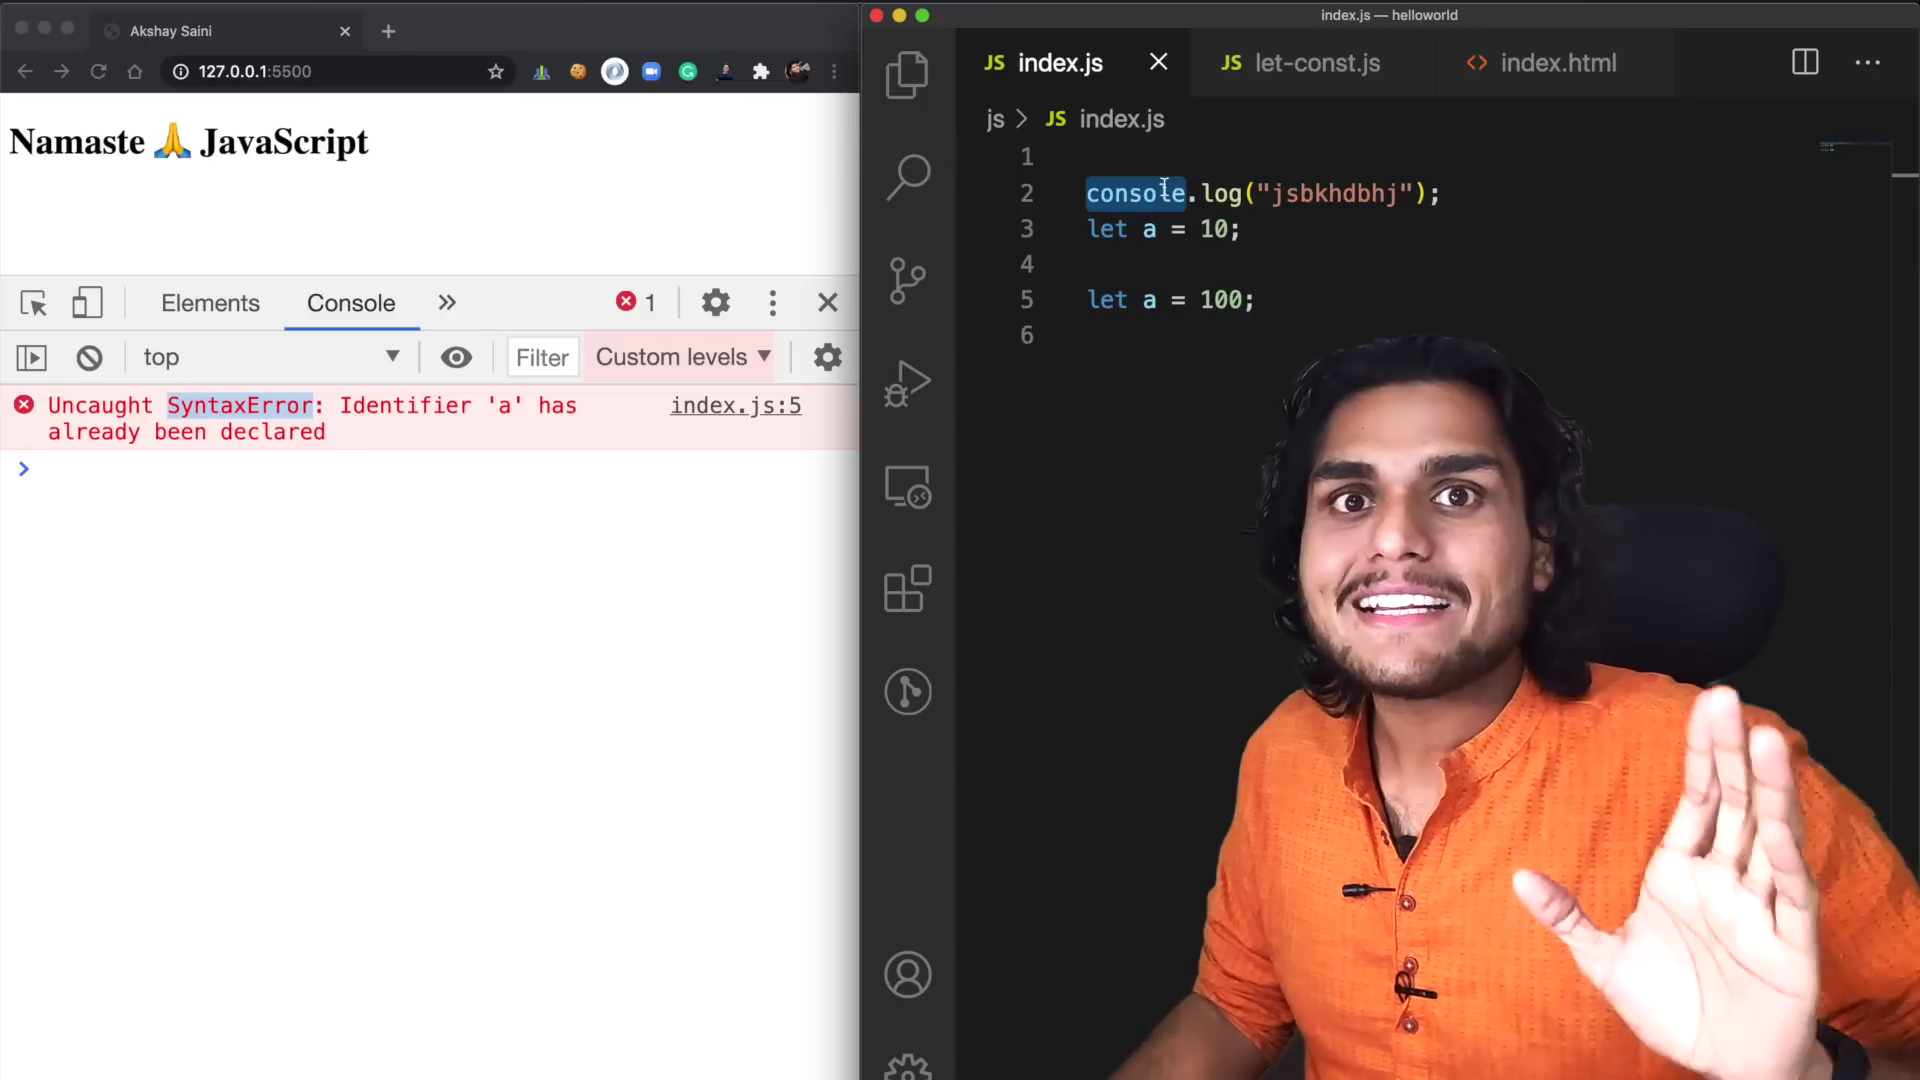 Akshay Saini
127.0.0.1:5500
Namaste 🙏 JavaScript
Elements Console 1
top Filter Custom levels
Uncaught SyntaxError: Identifier 'a' has index.js:5
already been declared
index.js — helloworld
JS index.js JS let-const.js <> index.html
js > JS index.js
1
2 console.log("jsbkhdbhj");
3 let a = 10;
4
5 let a = 100;
6